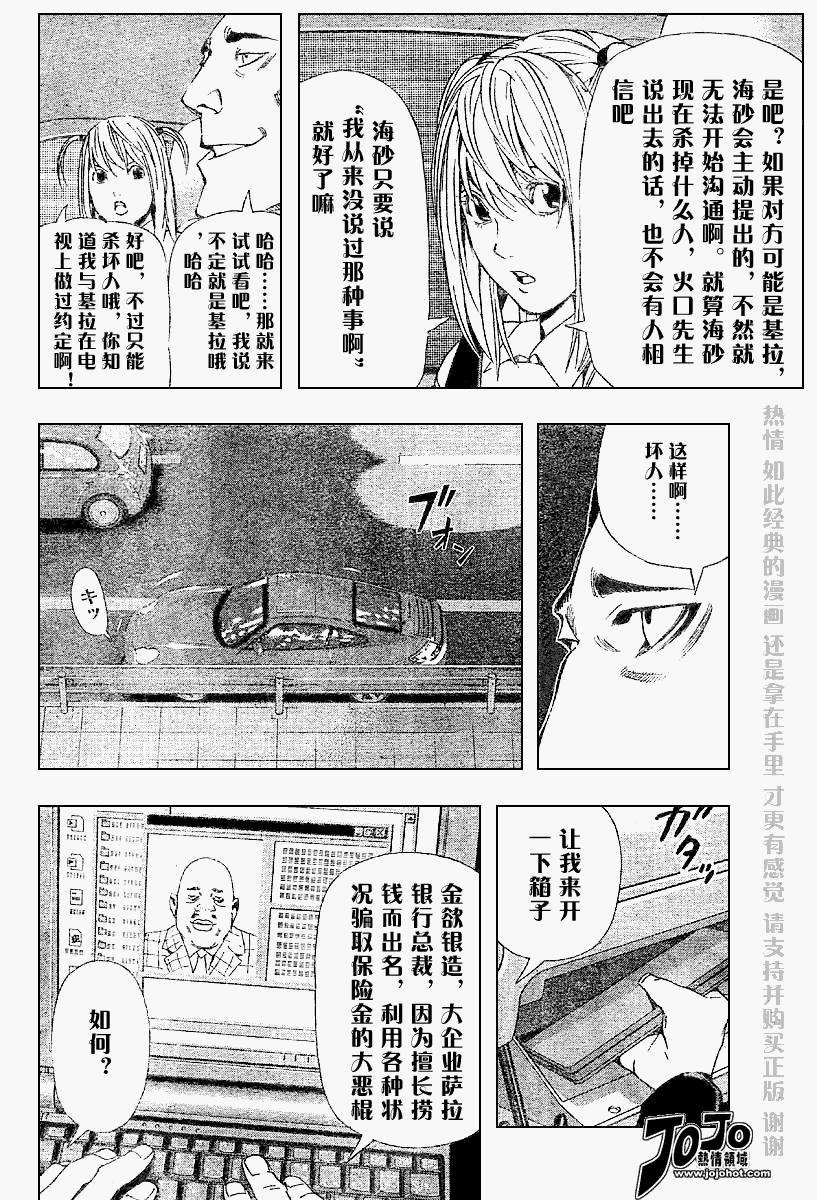 是吧？如果对方可能是基拉，
海砂会主动提出的，不然就
无法开始沟通啊。就算海砂
现在杀掉什么人，火口先生
说出去的话，也不会有人相
信吧
海砂只要说
“我从来没说过那种事啊”
就好了嘛
哈哈……那就来
试试看吧，我说
不定就是基拉哦
，哈哈
好吧，不过只能
杀坏人哦，你知
道我与基拉在电
视上做过约定啊！
这样啊……
坏人……
ブオン
キッ
ガタッ
让我来开
一下箱子
金欲银造，大企业萨拉
银行总裁，因为擅长捞
钱而出名，利用各种状
况骗取保险金的大恶棍
如何？
热情 如此经典的漫画 还是拿在手里 才更有感觉 请支持并购买正版 谢谢
JOJO
熱情領域
www.jojohot.com